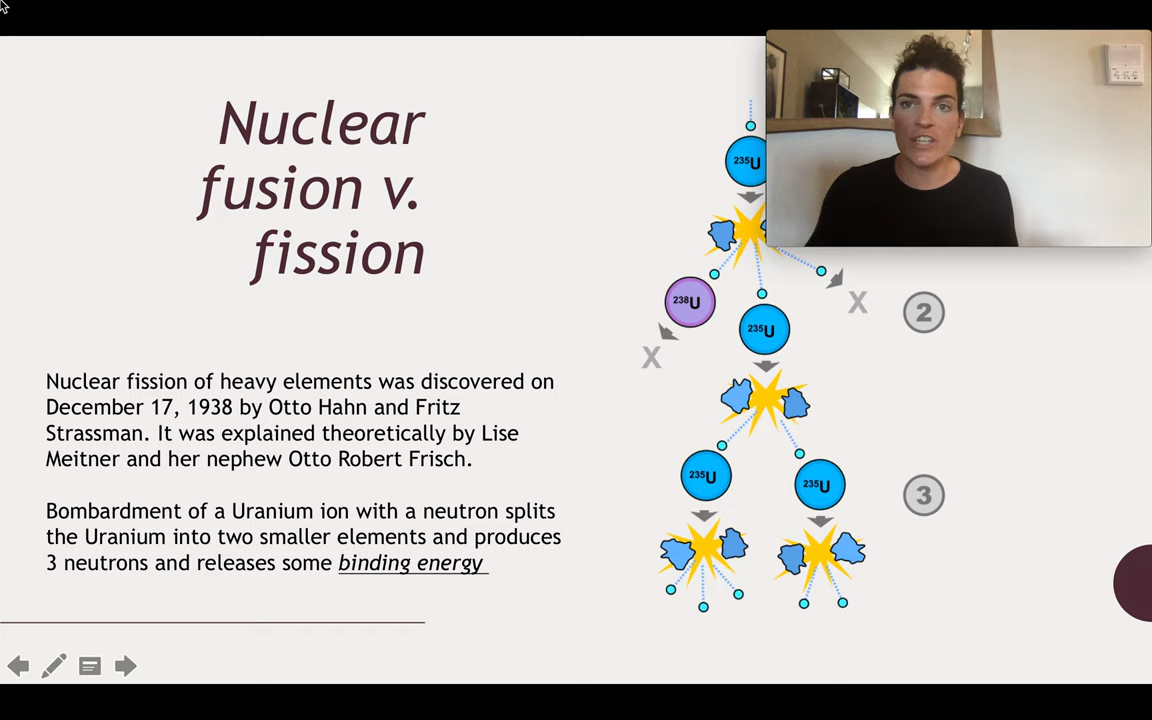 Nuclear
fusion v.
fission
Nuclear fission of heavy elements was discovered on
December 17, 1938 by Otto Hahn and Fritz
Strassman. It was explained theoretically by Lise
Meitner and her nephew Otto Robert Frisch.
Bombardment of a Uranium ion with a neutron splits
the Uranium into two smaller elements and produces
3 neutrons and releases some binding energy
235U
238U
X
235U
X
2
235U
235U
3